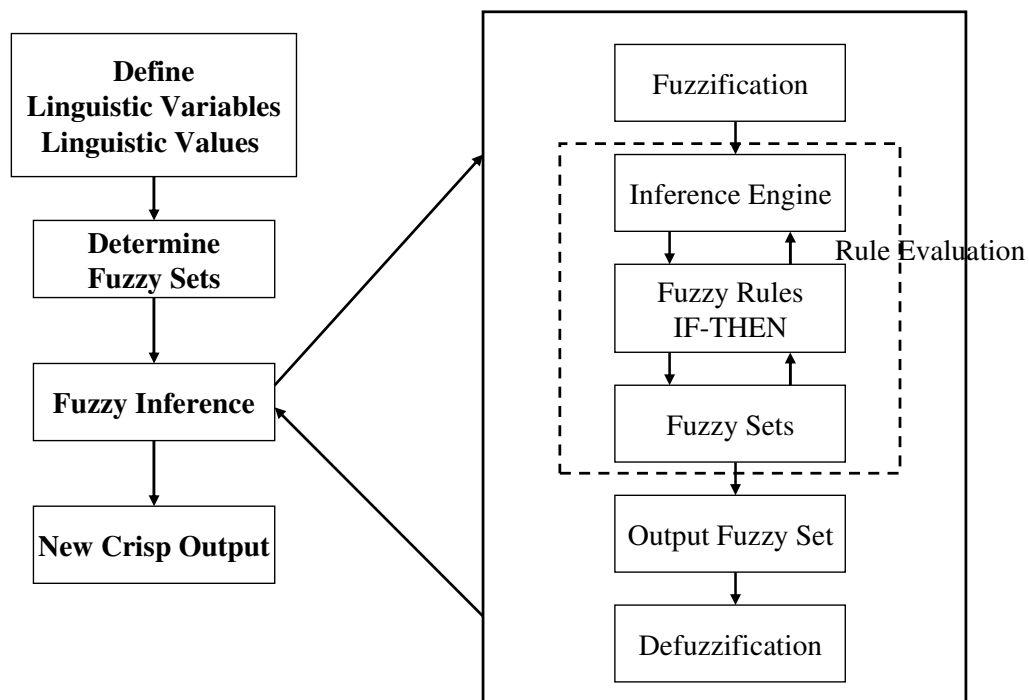 Define
Linguistic Variables
Linguistic Values
Determine
Fuzzy Sets
Fuzzy Inference
New Crisp Output
Fuzzification
Inference Engine
Rule Evaluation
Fuzzy Rules
IF-THEN
Fuzzy Sets
Output Fuzzy Set
Defuzzification